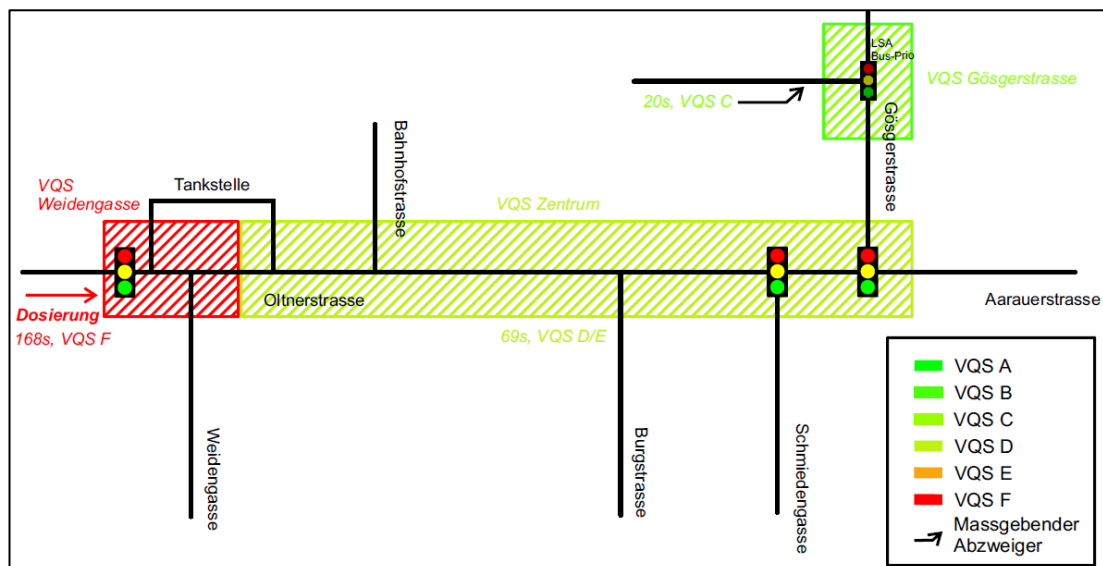 LSA
Bus-Prio
VQS Gösgerstrasse
20s, VQS C
Gösgerstrasse
Bahnhofstrasse
VQS
Weidengasse
Tankstelle
VQS Zentrum
Oltnerstrasse
Aarauerstrasse
Dosierung
168s, VQS F
69s, VQS D/E
Weidengasse
Burgstrasse
Schmiedengasse
VQS A
VQS B
VQS C
VQS D
VQS E
VQS F
Massgebender
Abzweiger